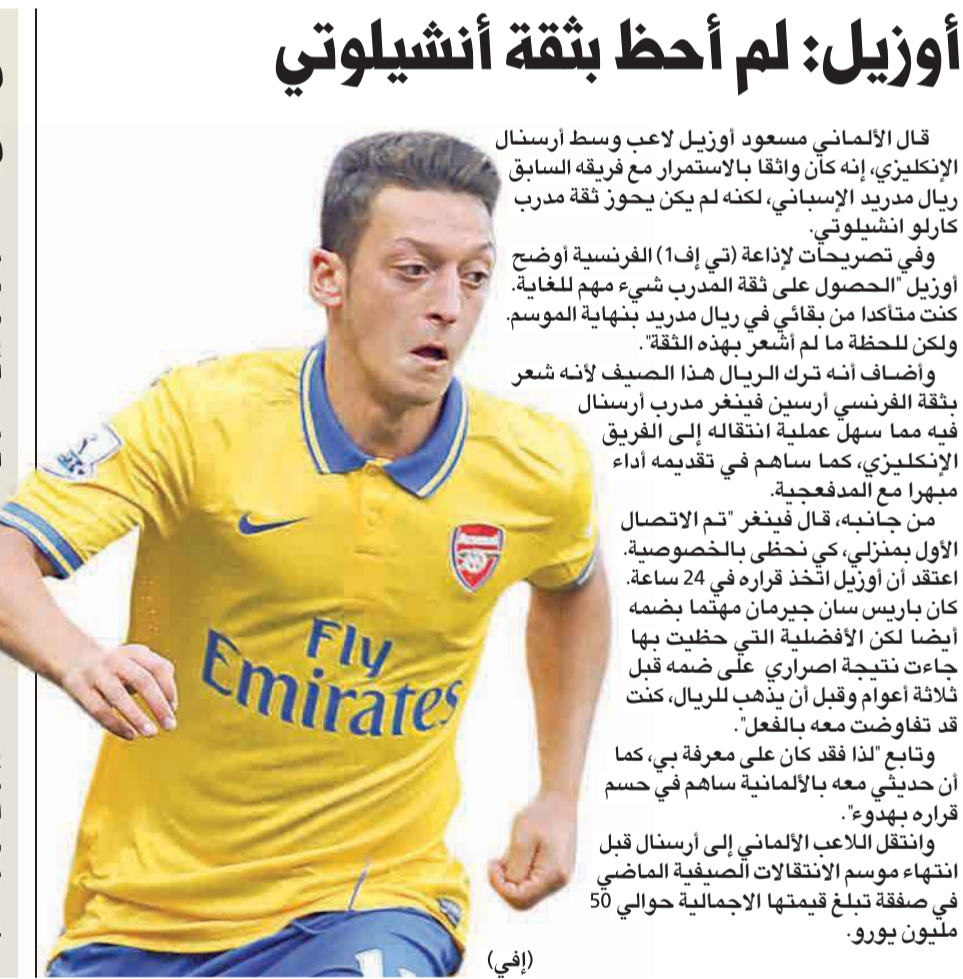 أوزيل: لم أحظ بثقة أنشيلوتي
قال الألماني مسعود أوزيل لاعب وسط أرسنال
الإنكليزي، إنه كان واثقا بالاستمرار مع فريقه السابق
ريال مدريد الإسباني، لكنه لم يكن يحوز ثقة مدرب
كارلو انشيلوتي.
وفي تصريحات لإذاعة (تي إف1) الفرنسية أوضح
أوزيل "الحصول على ثقة المدرب شيء مهم للغاية.
كنت متأكدا من بقائي في ريال مدريد بنهاية الموسم.
ولكن للحظة ما لم أشعر بهذه الثقة".
وأضاف أنه ترك الريال هذا الصيف لأنه شعر
بثقة الفرنسي أرسين فينغر مدرب أرسنال
فيه مما سهل عملية انتقاله إلى الفريق
الإنكليزي، كما ساهم في تقديمه أداء
مبهرا مع المدفعجية.
من جانبه، قال فينغر "تم الاتصال
الأول بمنزلي، كي نحظى بالخصوصية.
اعتقد أن أوزيل اتخذ قراره في 24 ساعة.
كان باريس سان جيرمان مهتما بضمه
أيضا لكن الأفضلية التي حظيت بها
جاءت نتيجة اصراري على ضمه قبل
ثلاثة أعوام وقبل أن يذهب للريال، كنت
قد تفاوضت معه بالفعل".
وتابع "لذا فقد كان على معرفة بي، كما
أن حديثي معه بالألمانية ساهم في حسم
قراره بهدوء".
وانتقل اللاعب الألماني إلى أرسنال قبل
انتهاء موسم الانتقالات الصيفية الماضي
في صفقة تبلغ قيمتها الاجمالية حوالي 50
مليون يورو.
(إفي)
Arsenal
Fly
Emirates